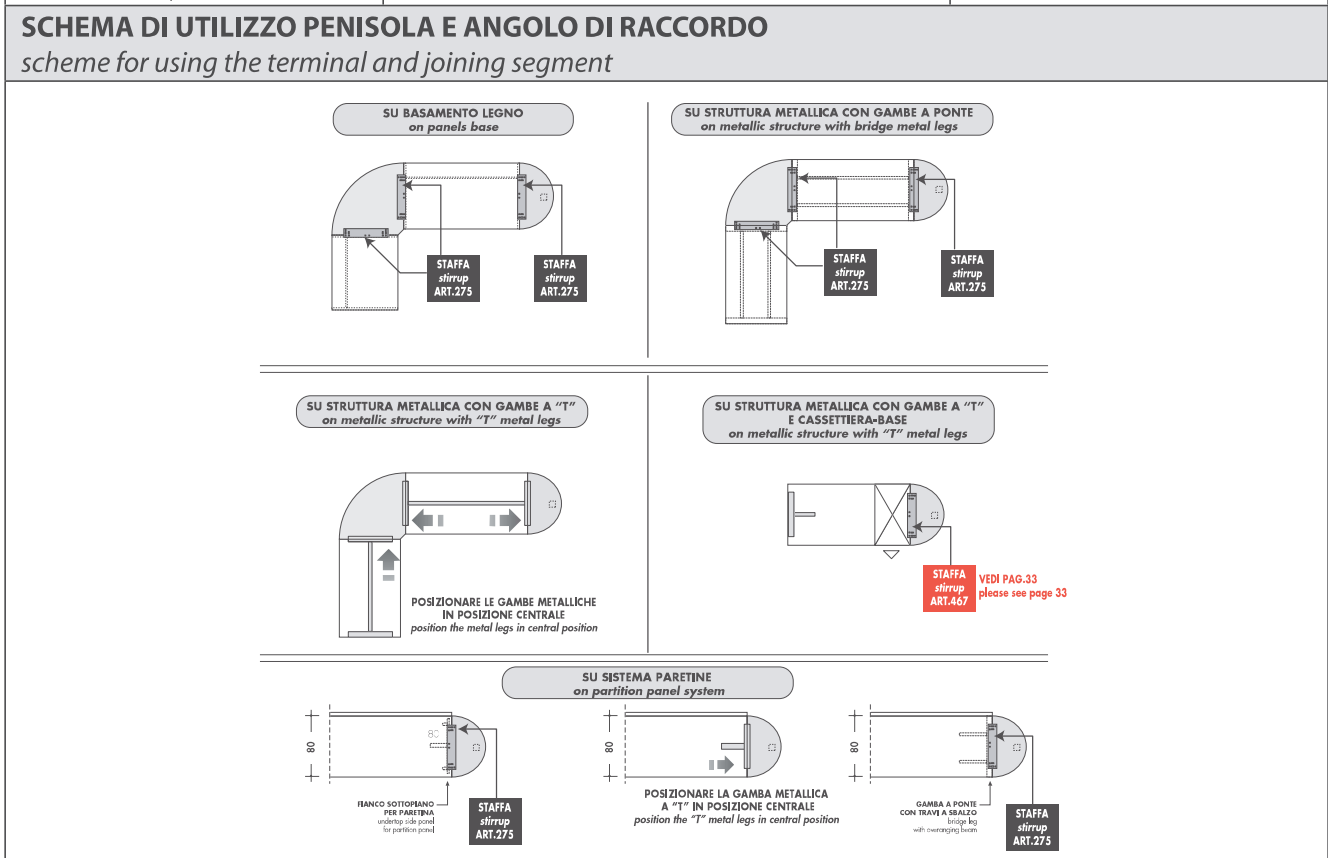 SCHEMA DI UTILIZZO PENISOLA E ANGOLO DI RACCORDO
scheme for using the terminal and joining segment
SU BASAMENTO LEGNO
on panels base
STAFFA
stirrup
ART.275
STAFFA
stirrup
ART.275
SU STRUTTURA METALLICA CON GAMBE A PONTE
on metallic structure with bridge metal legs
STAFFA
stirrup
ART.275
STAFFA
stirrup
ART.275
SU STRUTTURA METALLICA CON GAMBE A “T”
on metallic structure with “T” metal legs
POSIZIONARE LE GAMBE METALLICHE
IN POSIZIONE CENTRALE
position the metal legs in central position
SU STRUTTURA METALLICA CON GAMBE A “T”
E CASSETTIERA-BASE
on metallic structure with “T” metal legs
STAFFA
stirrup
ART.467
VEDI PAG.33
please see page 33
SU SISTEMA PARETINE
on partition panel system
80
80
FIANCO SOTTOPIANO
PER PARETINA
undertop side panel
for partition panel
STAFFA
stirrup
ART.275
80
POSIZIONARE LA GAMBA METALLICA
A “T” IN POSIZIONE CENTRALE
position the “T” metal legs in central position
80
GAMBA A PONTE
CON TRAVI A SBALZO
bridge leg
with overanging beam
STAFFA
stirrup
ART.275